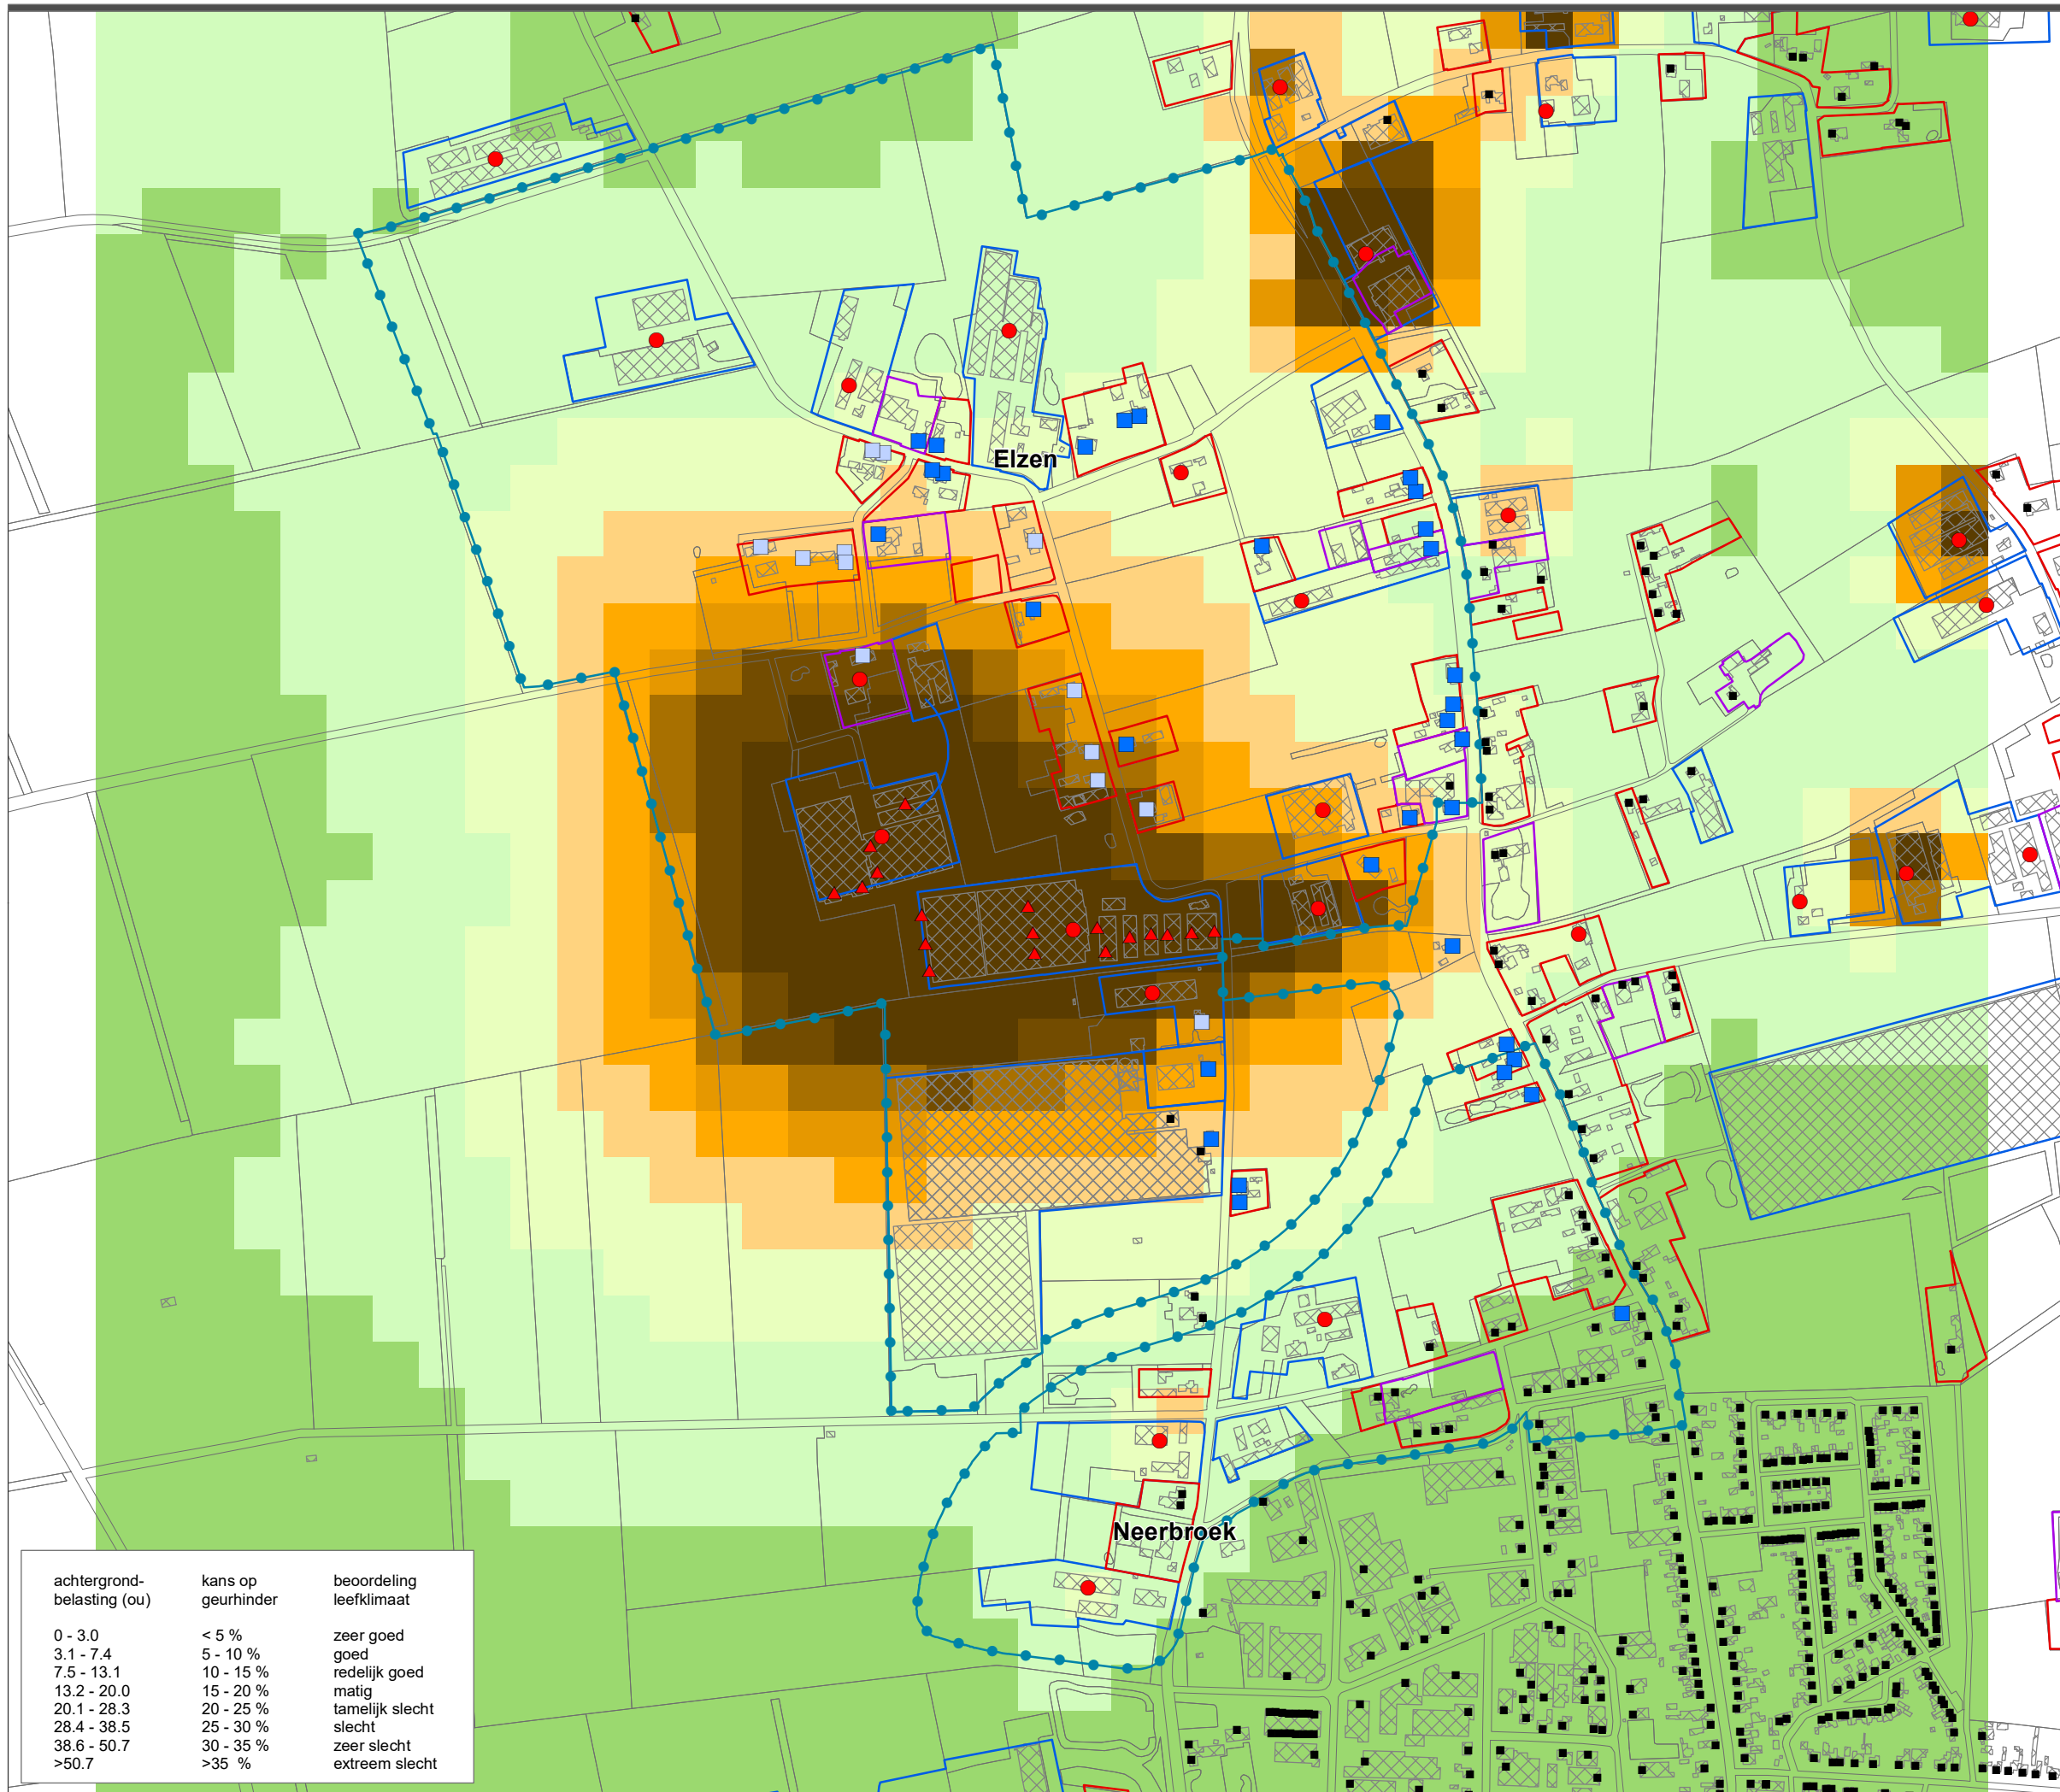 Elzen
Neerbroek
achtergrond- kans op beoordeling
belasting (ou) geurhinder leefklimaat
0 - 3.0 < 5 % zeer goed
3.1 - 7.4 5 - 10 % goed
7.5 - 13.1 10 - 15 % redelijk goed
13.2 - 20.0 15 - 20 % matig
20.1 - 28.3 20 - 25 % tamelijk slecht
28.4 - 38.5 25 - 30 % slecht
38.6 - 50.7 30 - 35 % zeer slecht
>50.7 >35 % extreem slecht